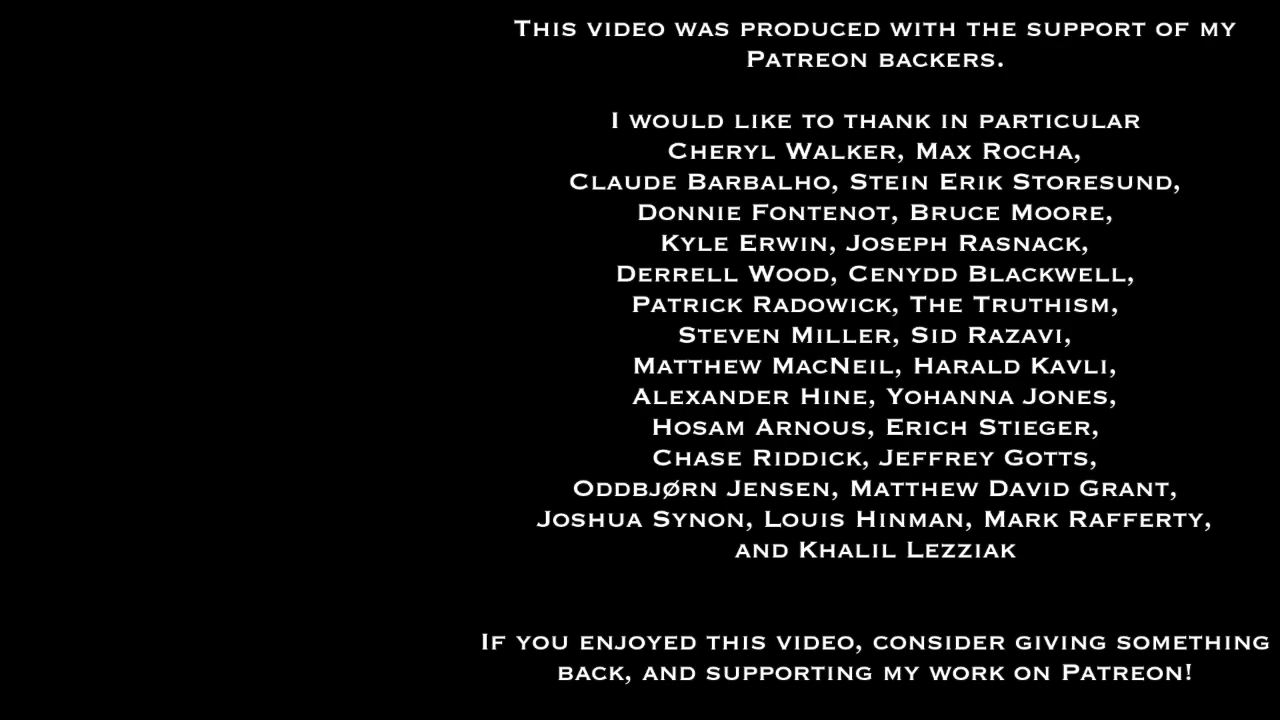 This video was produced with the support of my
Patreon backers.
I would like to thank in particular
Cheryl Walker, Max Rocha,
Claude Barbalho, Stein Erik Storesund,
Donnie Fontenot, Bruce Moore,
Kyle Erwin, Joseph Rasnack,
Derrell Wood, Cenydd Blackwell,
Patrick Radowick, The Truthism,
Steven Miller, Sid Razavi,
Matthew MacNeil, Harald Kavli,
Alexander Hine, Yohanna Jones,
Hosam Arnous, Erich Stieger,
Chase Riddick, Jeffrey Gotts,
Oddbjørn Jensen, Matthew David Grant,
Joshua Synon, Louis Hinman, Mark Rafferty,
and Khalil Lezziak
If you enjoyed this video, consider giving something
back, and supporting my work on Patreon!